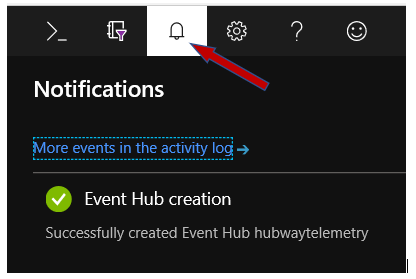 Notifications
More events in the activity log
Event Hub creation
Successfully created Event Hub hubwaytelemetry